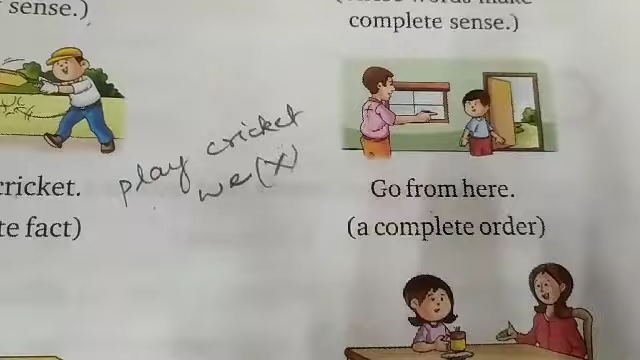 sense.)
complete sense.)
play cricket
we (X)
cricket.
te fact)
Go from here.
(a complete order)